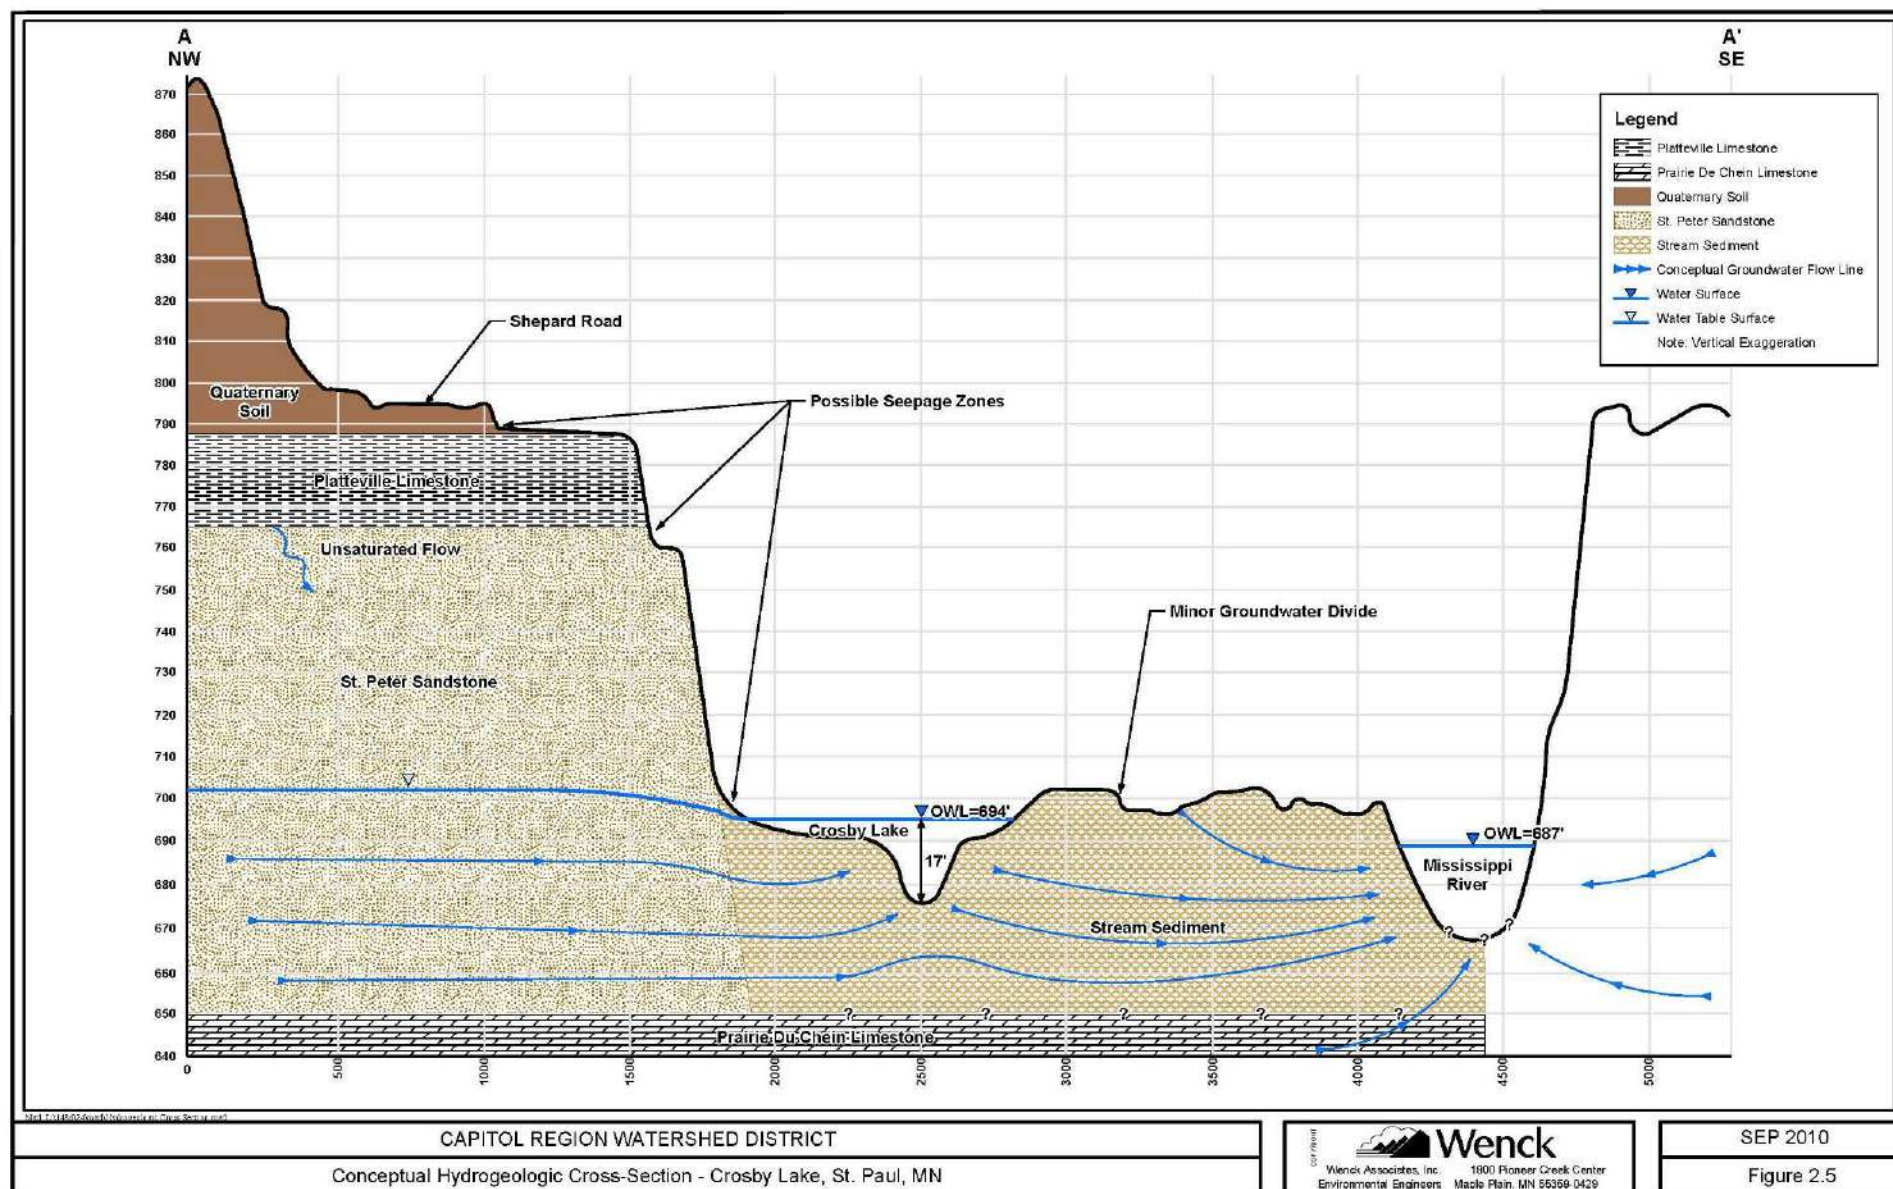 A
NW
A'
SE
870
860
850
840
830
820
810
800
790
780
770
760
750
740
730
720
710
700
690
680
670
660
650
640
0
500
1000
1500
2000
2500
3000
3500
4000
4500
5000
Shepard Road
Quaternary
Soil
Possible Seepage Zones
Platteville Limestone
Unsaturated Flow
Minor Groundwater Divide
St. Peter Sandstone
OWL=694'
Crosby Lake
17'
OWL=687'
Mississippi
River
Stream Sediment
? ? ?
? ? ? ? ?
Prairie Du Chein Limestone
Legend
Platteville Limestone
Prairie De Chein Limestone
Quaternary Soil
St. Peter Sandstone
Stream Sediment
Conceptual Groundwater Flow Line
Water Surface
Water Table Surface
Note: Vertical Exaggeration
CAPITOL REGION WATERSHED DISTRICT
Conceptual Hydrogeologic Cross-Section - Crosby Lake, St. Paul, MN
COPYRIGHT
Wenck
Wenck Associates, Inc. 1800 Pioneer Creek Center
Environmental Engineers Maple Plain, MN 55359-0429
SEP 2010
Figure 2.5